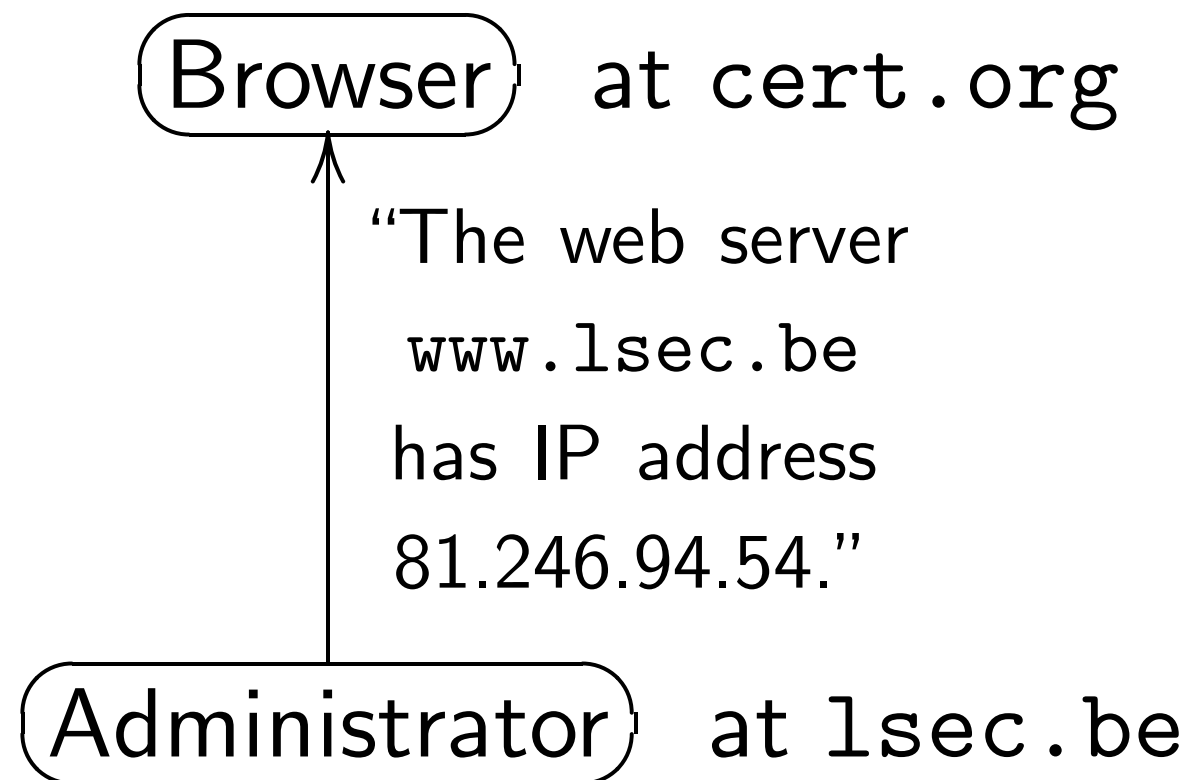 Browser at cert.org
“The web server
www.lsec.be
has IP address
81.246.94.54.”
Administrator at lsec.be